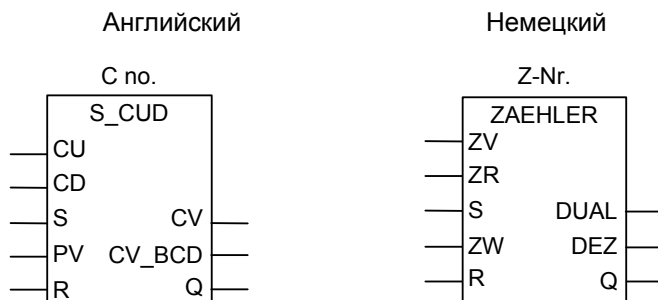 Английский
Немецкий
C no.
S_CUD
CU
CD
S
CV
PV
CV_BCD
R
Q
Z-Nr.
ZAEHLER
ZV
ZR
S
DUAL
ZW
DEZ
R
Q